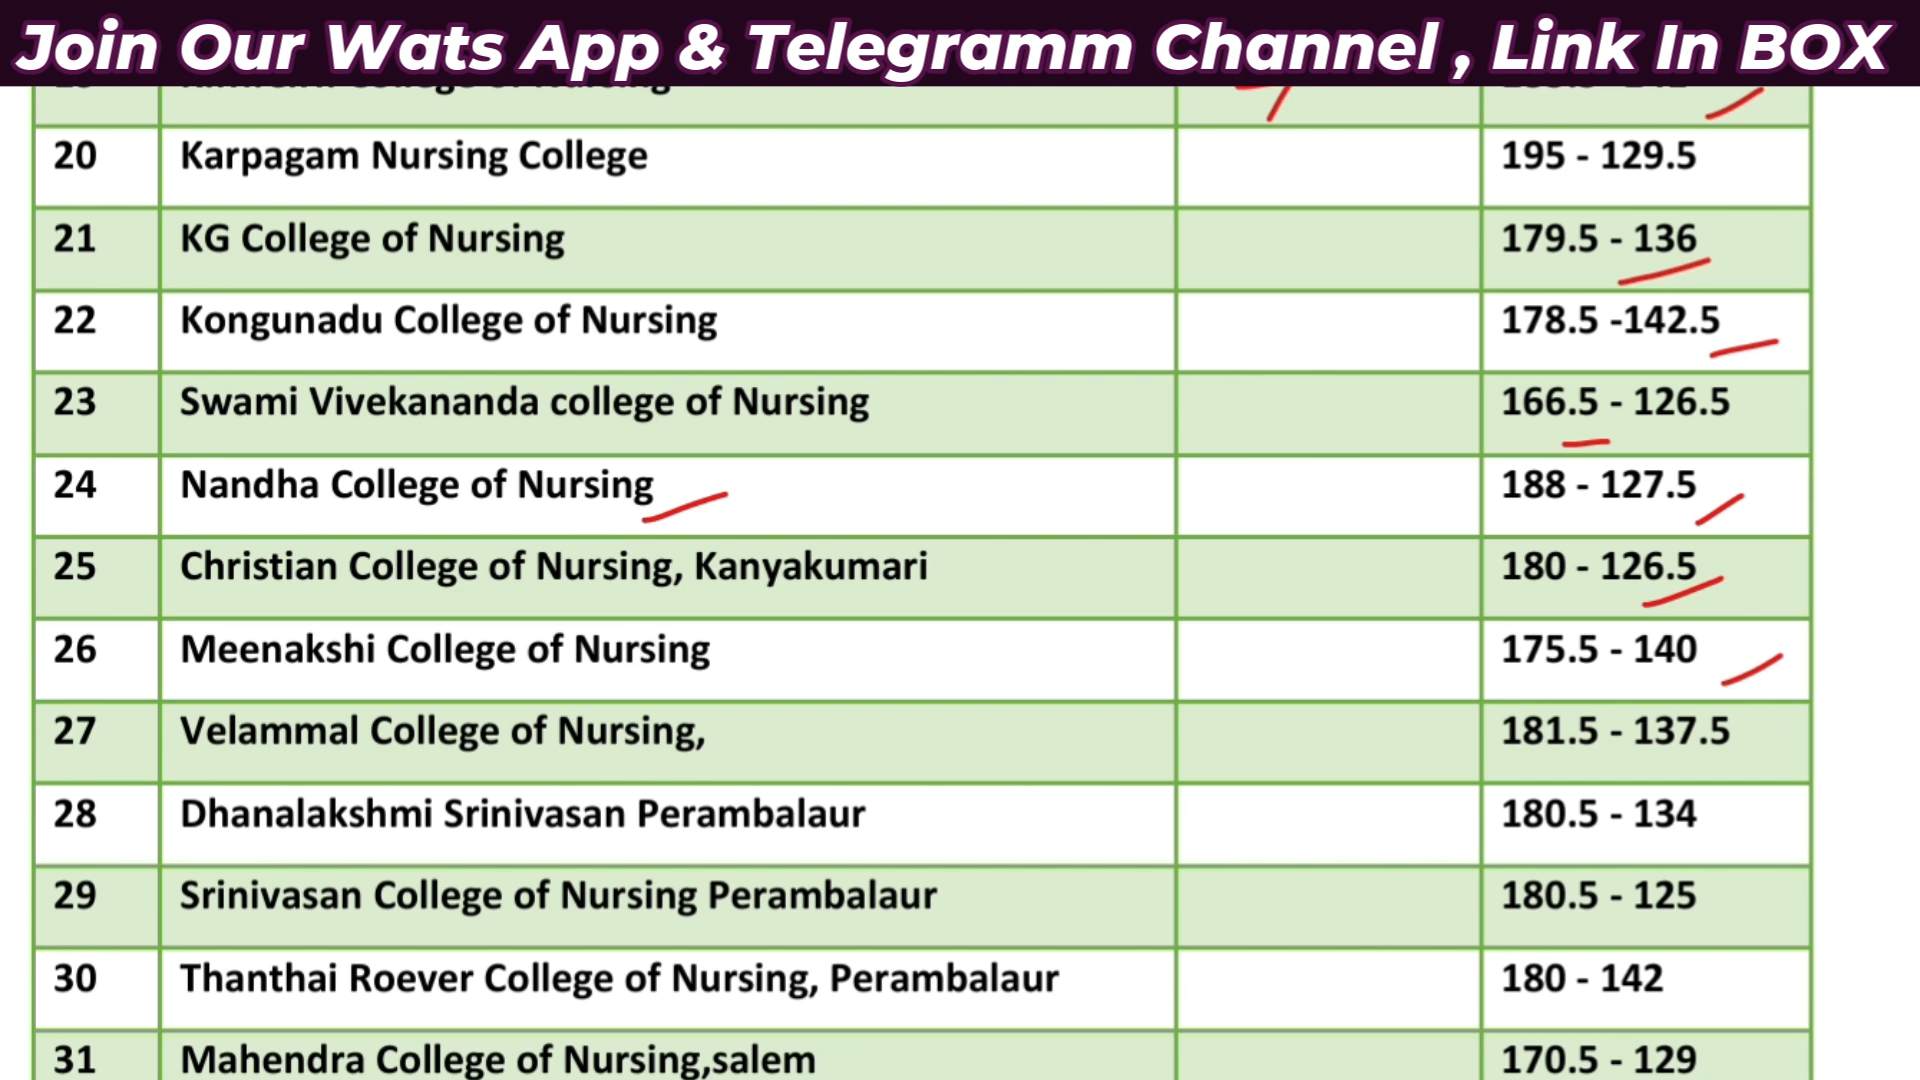 Join Our Wats App & Telegramm Channel , Link In BOX
20 Karpagam Nursing College 195 - 129.5
21 KG College of Nursing 179.5 - 136
22 Kongunadu College of Nursing 178.5 -142.5
23 Swami Vivekananda college of Nursing 166.5 - 126.5
24 Nandha College of Nursing 188 - 127.5
25 Christian College of Nursing, Kanyakumari 180 - 126.5
26 Meenakshi College of Nursing 175.5 - 140
27 Velammal College of Nursing, 181.5 - 137.5
28 Dhanalakshmi Srinivasan Perambalaur 180.5 - 134
29 Srinivasan College of Nursing Perambalaur 180.5 - 125
30 Thanthai Roever College of Nursing, Perambalaur 180 - 142
31 Mahendra College of Nursing,salem 170.5 - 129